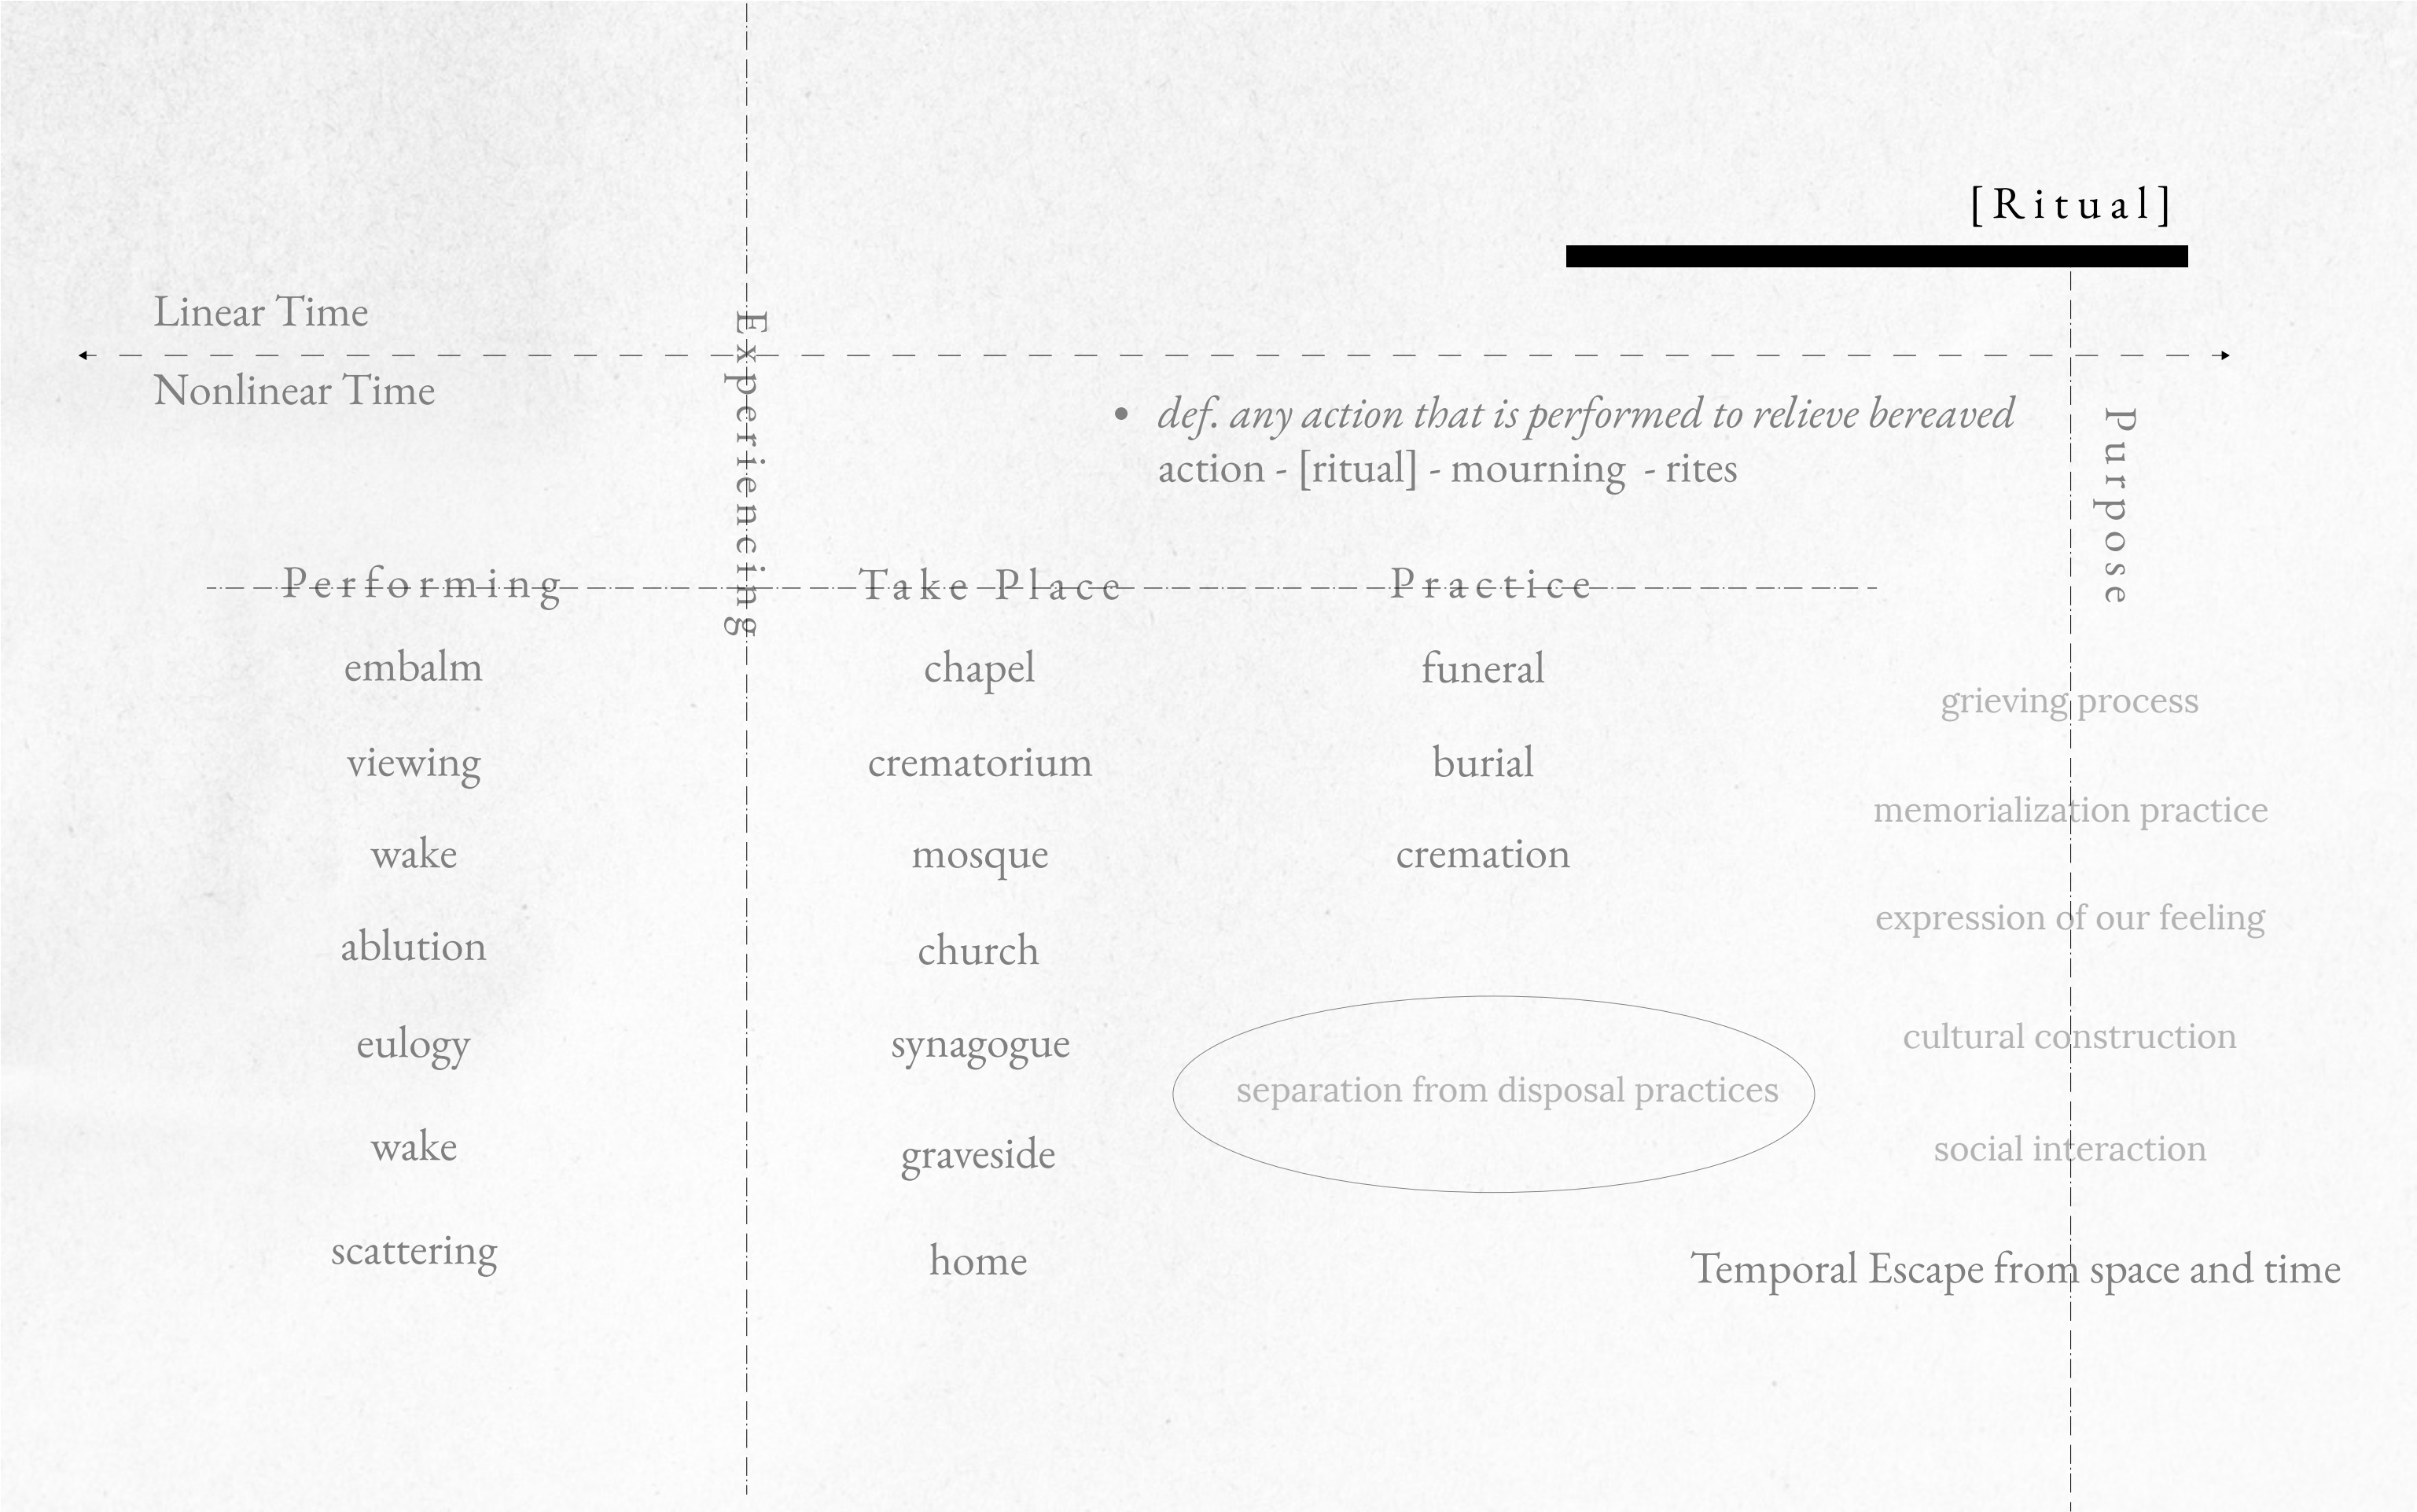 [Ritual]
Linear Time
Nonlinear Time
Experiencing
• def. any action that is performed to relieve bereaved
action - [ritual] - mourning - rites
Purpose
Performing
embalm
viewing
wake
ablution
eulogy
wake
scattering
Take Place
chapel
crematorium
mosque
church
synagogue
graveside
home
Practice
funeral
burial
cremation
separation from disposal practices
grieving process
memorialization practice
expression of our feeling
cultural construction
social interaction
Temporal Escape from space and time